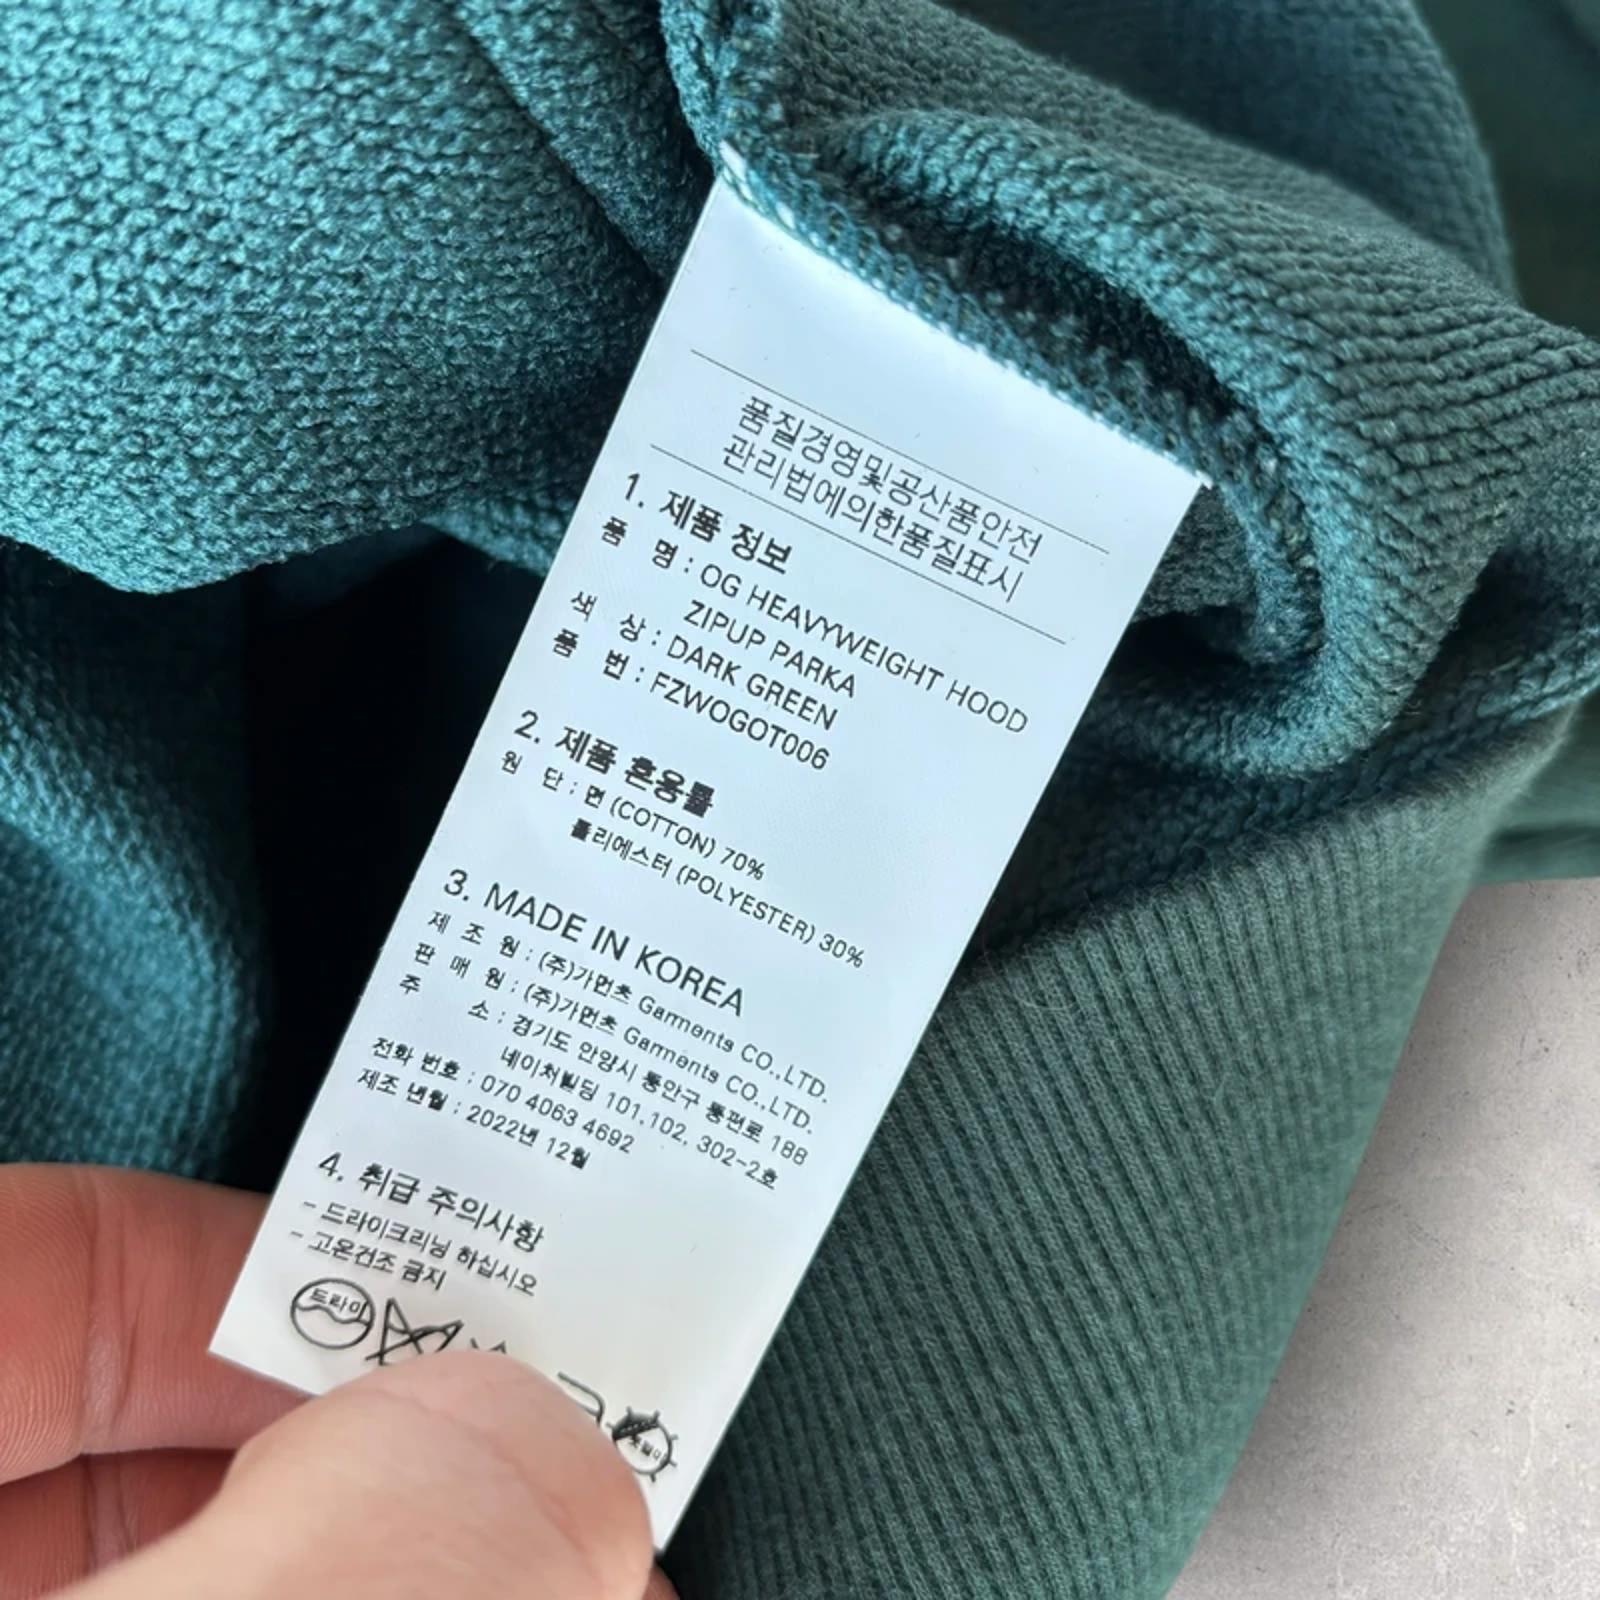 품질경영및공산품안전
관리법에의한품질표시
1. 제품 정보
품 명 : OG HEAVYWEIGHT HOOD
ZIPUP PARKA
색 상 : DARK GREEN
품 번 : FZWOGOT006
2. 제품 혼용률
원 단 : 면 (COTTON) 70%
폴리에스터 (POLYESTER) 30%
3. MADE IN KOREA
제 조 원 : (주)가먼츠 Garments CO.,LTD.
판 매 원 : (주)가먼츠 Garments CO.,LTD.
주 소 : 경기도 안양시 동안구 동편로 188
네이처빌딩 101,102, 302-2호
전화 번호 : 070 4063 4692
제조 년월 : 2022년 12월
4. 취급 주의사항
- 드라이크리닝 하십시오
- 고온건조 금지
드라이